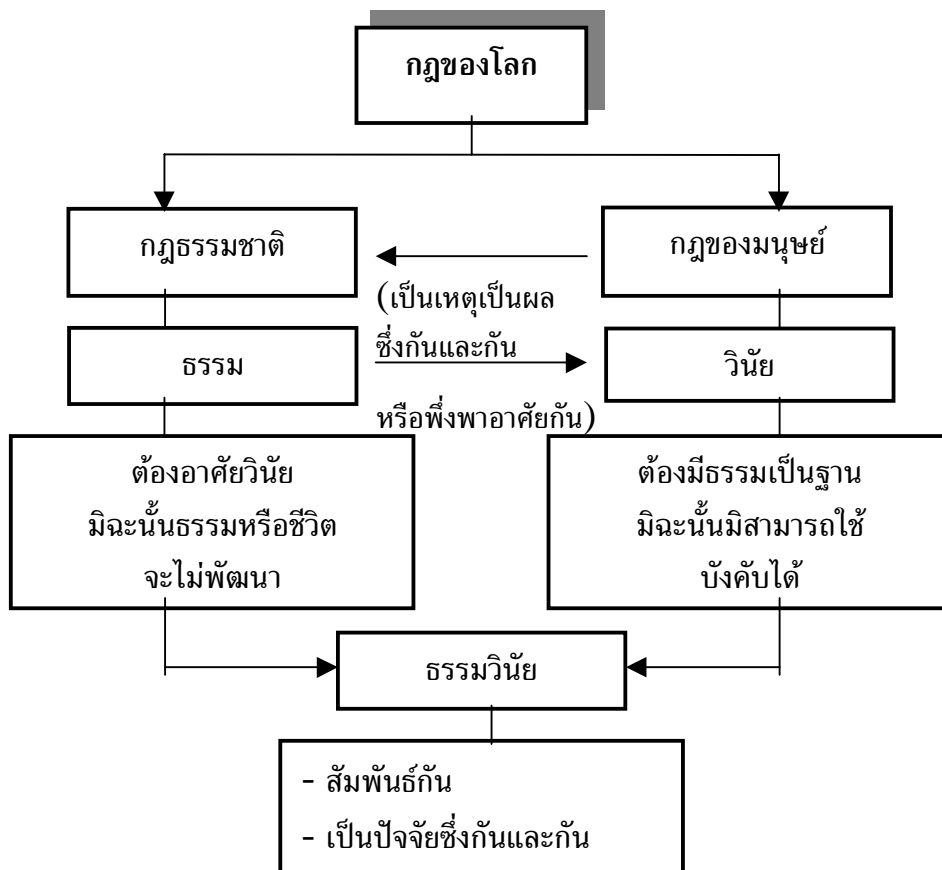 กฎของโลก
กฎธรรมชาติ
กฎของมนุษย์
(เป็นเหตุเป็นผล
ซึ่งกันและกัน
หรือพึ่งพาอาศัยกัน)
ธรรม
วินัย
ต้องอาศัยวินัย
มิฉะนั้นธรรมหรือชีวิต
จะไม่พัฒนา
ต้องมีธรรมเป็นฐาน
มิฉะนั้นมิสามารถใช้
บังคับได้
ธรรมวินัย
- สัมพันธ์กัน
- เป็นปัจจัยซึ่งกันและกัน